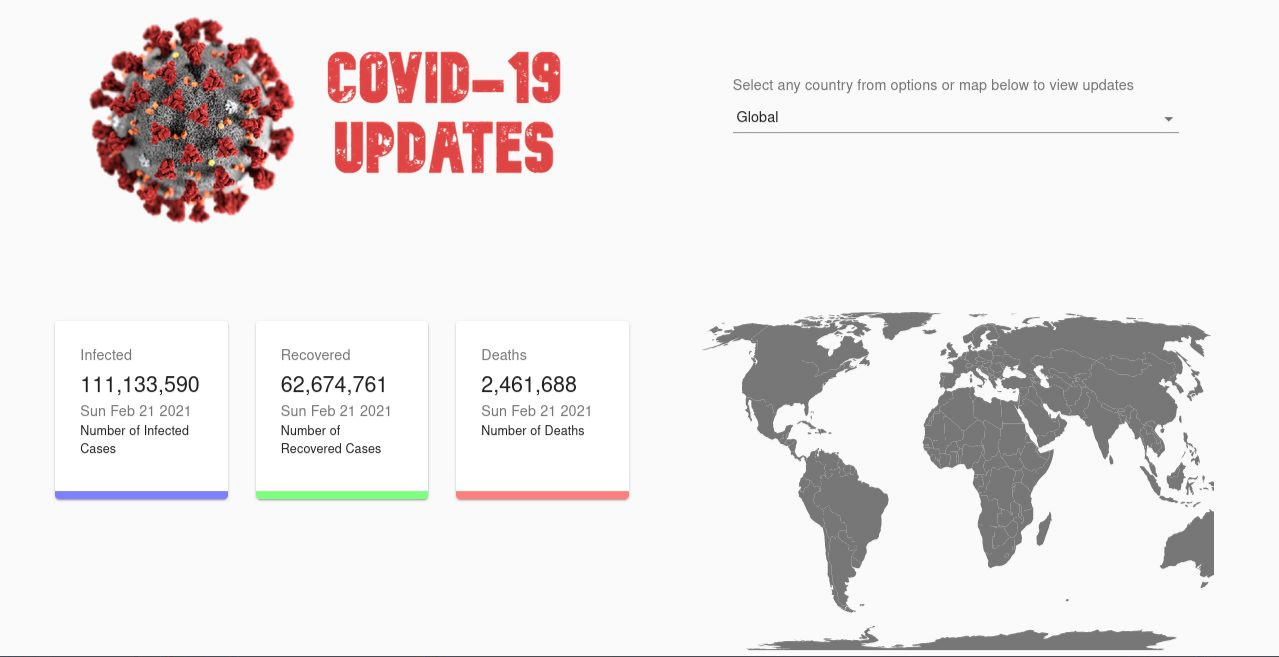 COVID-19
UPDATES
Select any country from options or map below to view updates
Global
Infected
111,133,590
Sun Feb 21 2021
Number of Infected
Cases
Recovered
62,674,761
Sun Feb 21 2021
Number of
Recovered Cases
Deaths
2,461,688
Sun Feb 21 2021
Number of Deaths